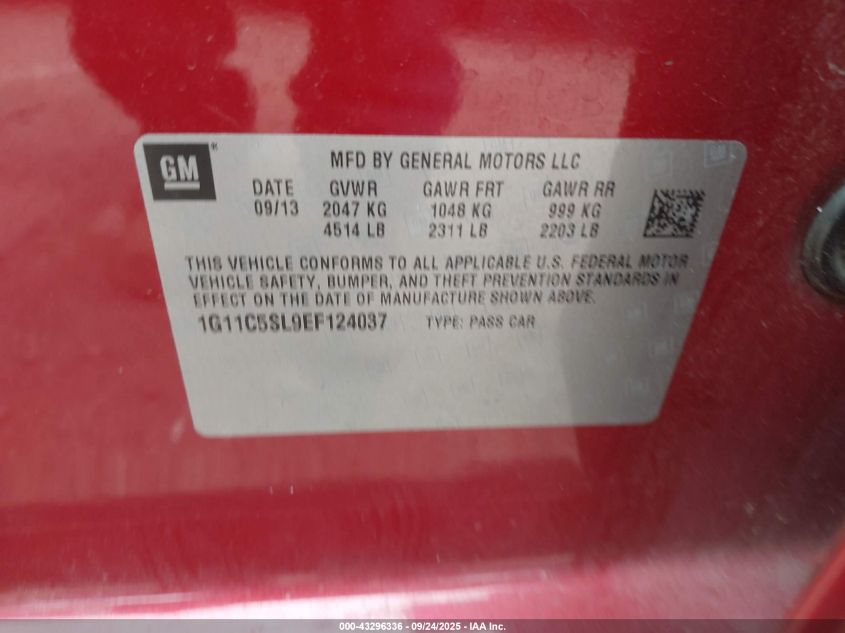 GM® MFD BY GENERAL MOTORS LLC
DATE GVWR GAWR FRT GAWR RR
09/13 2047 KG 1048 KG 999 KG
4514 LB 2311 LB 2203 LB
THIS VEHICLE CONFORMS TO ALL APPLICABLE U.S. FEDERAL MOTOR
VEHICLE SAFETY, BUMPER, AND THEFT PREVENTION STANDARDS IN
EFFECT ON THE DATE OF MANUFACTURE SHOWN ABOVE.
1G11C5SL9EF124037 TYPE: PASS CAR
000-43296336 - 09/24/2025 - IAA Inc.